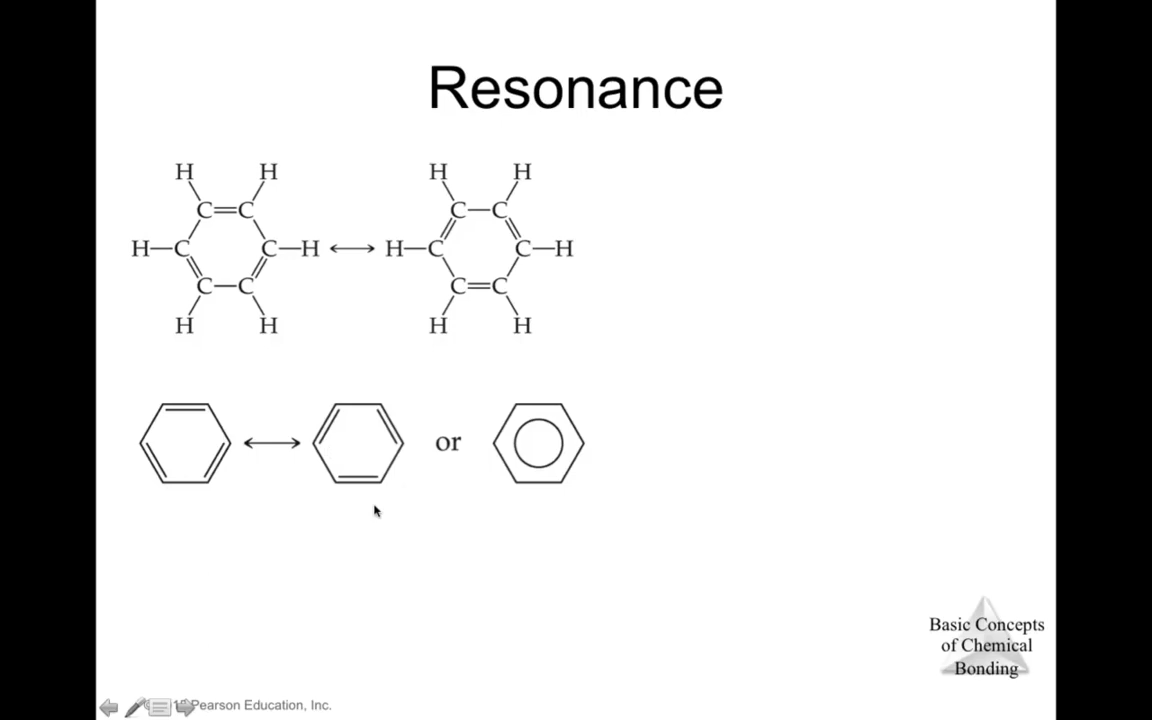 Resonance
H H H H
C=C C—C
H—C C—H ⟷ H—C C—H
C—C C=C
H H H H
⟷ or
Basic Concepts
of Chemical
Bonding
Pearson Education, Inc.